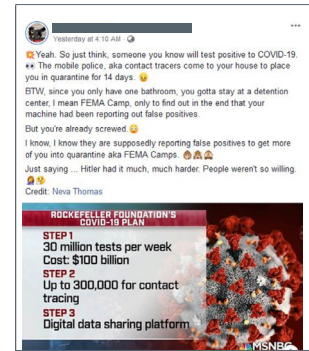 Yesterday at 4:10 AM ·
💥Yeah. So just think, someone you know will test positive to COVID-19.
👀 The mobile police, aka contact tracers come to your house to place
you in quarantine for 14 days. 😉
BTW, since you only have one bathroom, you gotta stay at a detention
center, I mean FEMA Camp, only to find out in the end that your
machine had been reporting out false positives.
But you're already screwed.
I know, I know they are supposedly reporting false positives to get more
of you into quarantine aka FEMA Camps.
Just saying ... Hitler had it much, much harder. People weren't so willing.
Credit: Neva Thomas
ROCKEFELLER FOUNDATION'S
COVID-19 PLAN
STEP 1
30 million tests per week
Cost: $100 billion
STEP 2
Up to 300,000 for contact
tracing
STEP 3
Digital data sharing platform
MSNBC